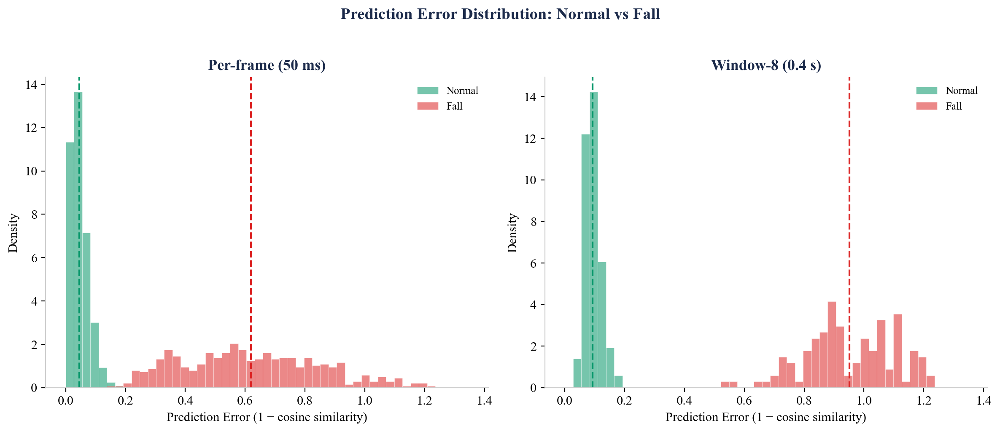 Prediction Error Distribution: Normal vs Fall
Per-frame (50 ms)
Normal
Fall
14
12
10
8
6
4
2
0
Density
0.0 0.2 0.4 0.6 0.8 1.0 1.2 1.4
Prediction Error (1 − cosine similarity)
Window-8 (0.4 s)
Normal
Fall
14
12
10
8
6
4
2
0
Density
0.0 0.2 0.4 0.6 0.8 1.0 1.2 1.4
Prediction Error (1 − cosine similarity)